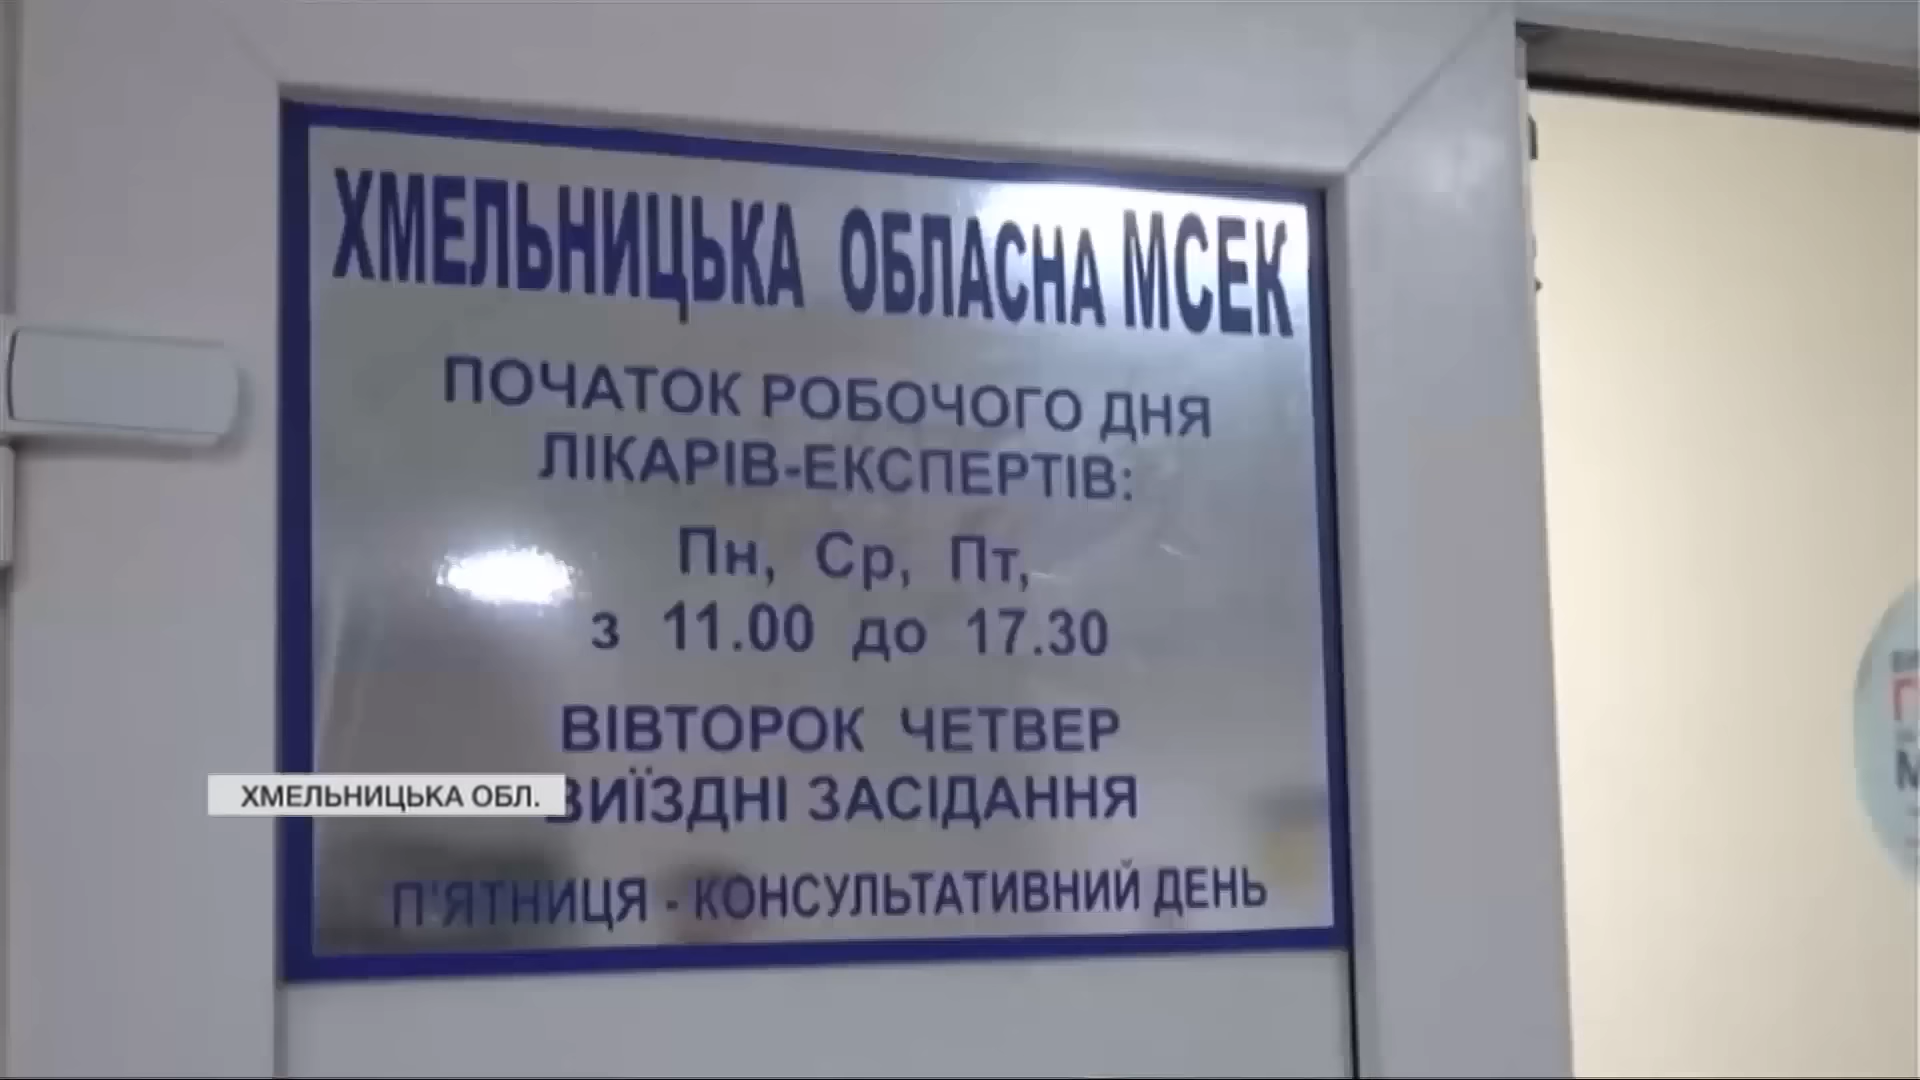 ХМЕЛЬНИЦЬКА ОБЛАСНА МСЕК
ПОЧАТОК РОБОЧОГО ДНЯ
ЛІКАРІВ-ЕКСПЕРТІВ:
Пн, Ср, Пт,
з 11.00 до 17.30
ВІВТОРОК ЧЕТВЕР
ВИЇЗДНІ ЗАСІДАННЯ
П'ЯТНИЦЯ - КОНСУЛЬТАТИВНИЙ ДЕНЬ
ХМЕЛЬНИЦЬКА ОБЛ.